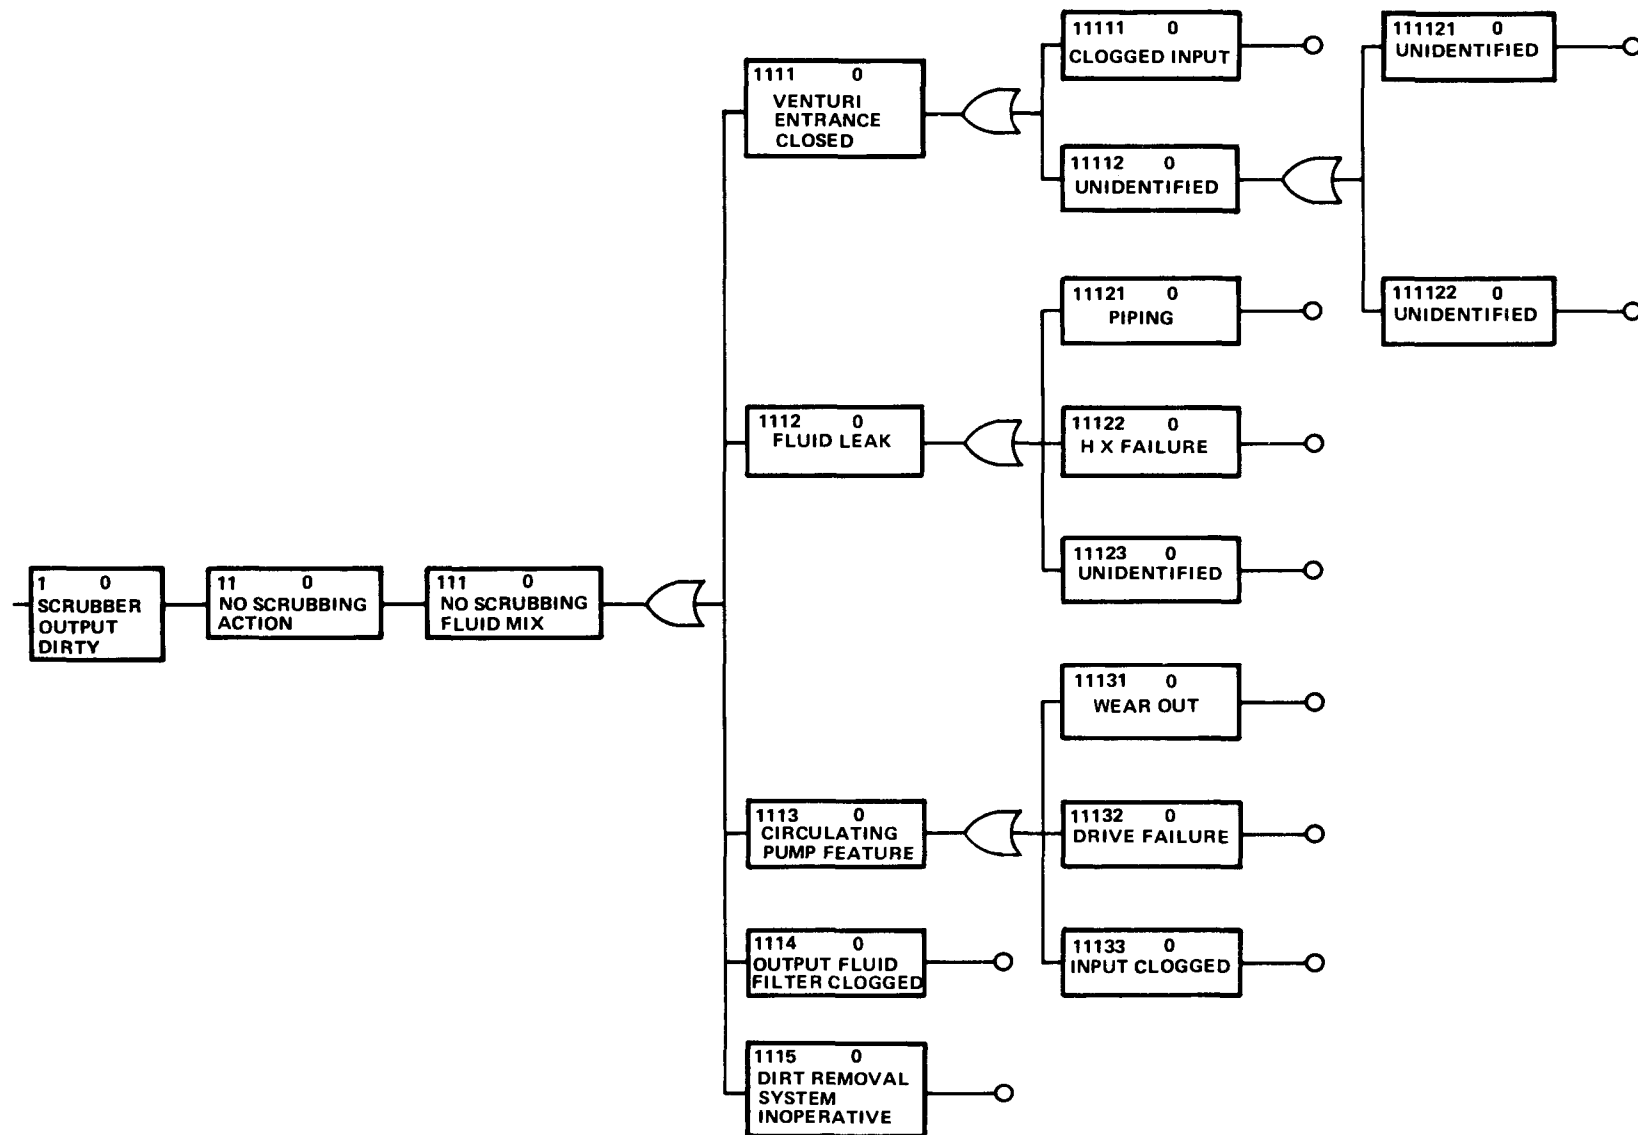 1 0
SCRUBBER
OUTPUT
DIRTY
11 0
NO SCRUBBING
ACTION
111 0
NO SCRUBBING
FLUID MIX
1111 0
VENTURI
ENTRANCE
CLOSED
11111 0
CLOGGED INPUT
11112 0
UNIDENTIFIED
111121 0
UNIDENTIFIED
111122 0
UNIDENTIFIED
1112 0
FLUID LEAK
11121 0
PIPING
11122 0
H X FAILURE
11123 0
UNIDENTIFIED
1113 0
CIRCULATING
PUMP FEATURE
11131 0
WEAR OUT
11132 0
DRIVE FAILURE
11133 0
INPUT CLOGGED
1114 0
OUTPUT FLUID
FILTER CLOGGED
1115 0
DIRT REMOVAL
SYSTEM
INOPERATIVE